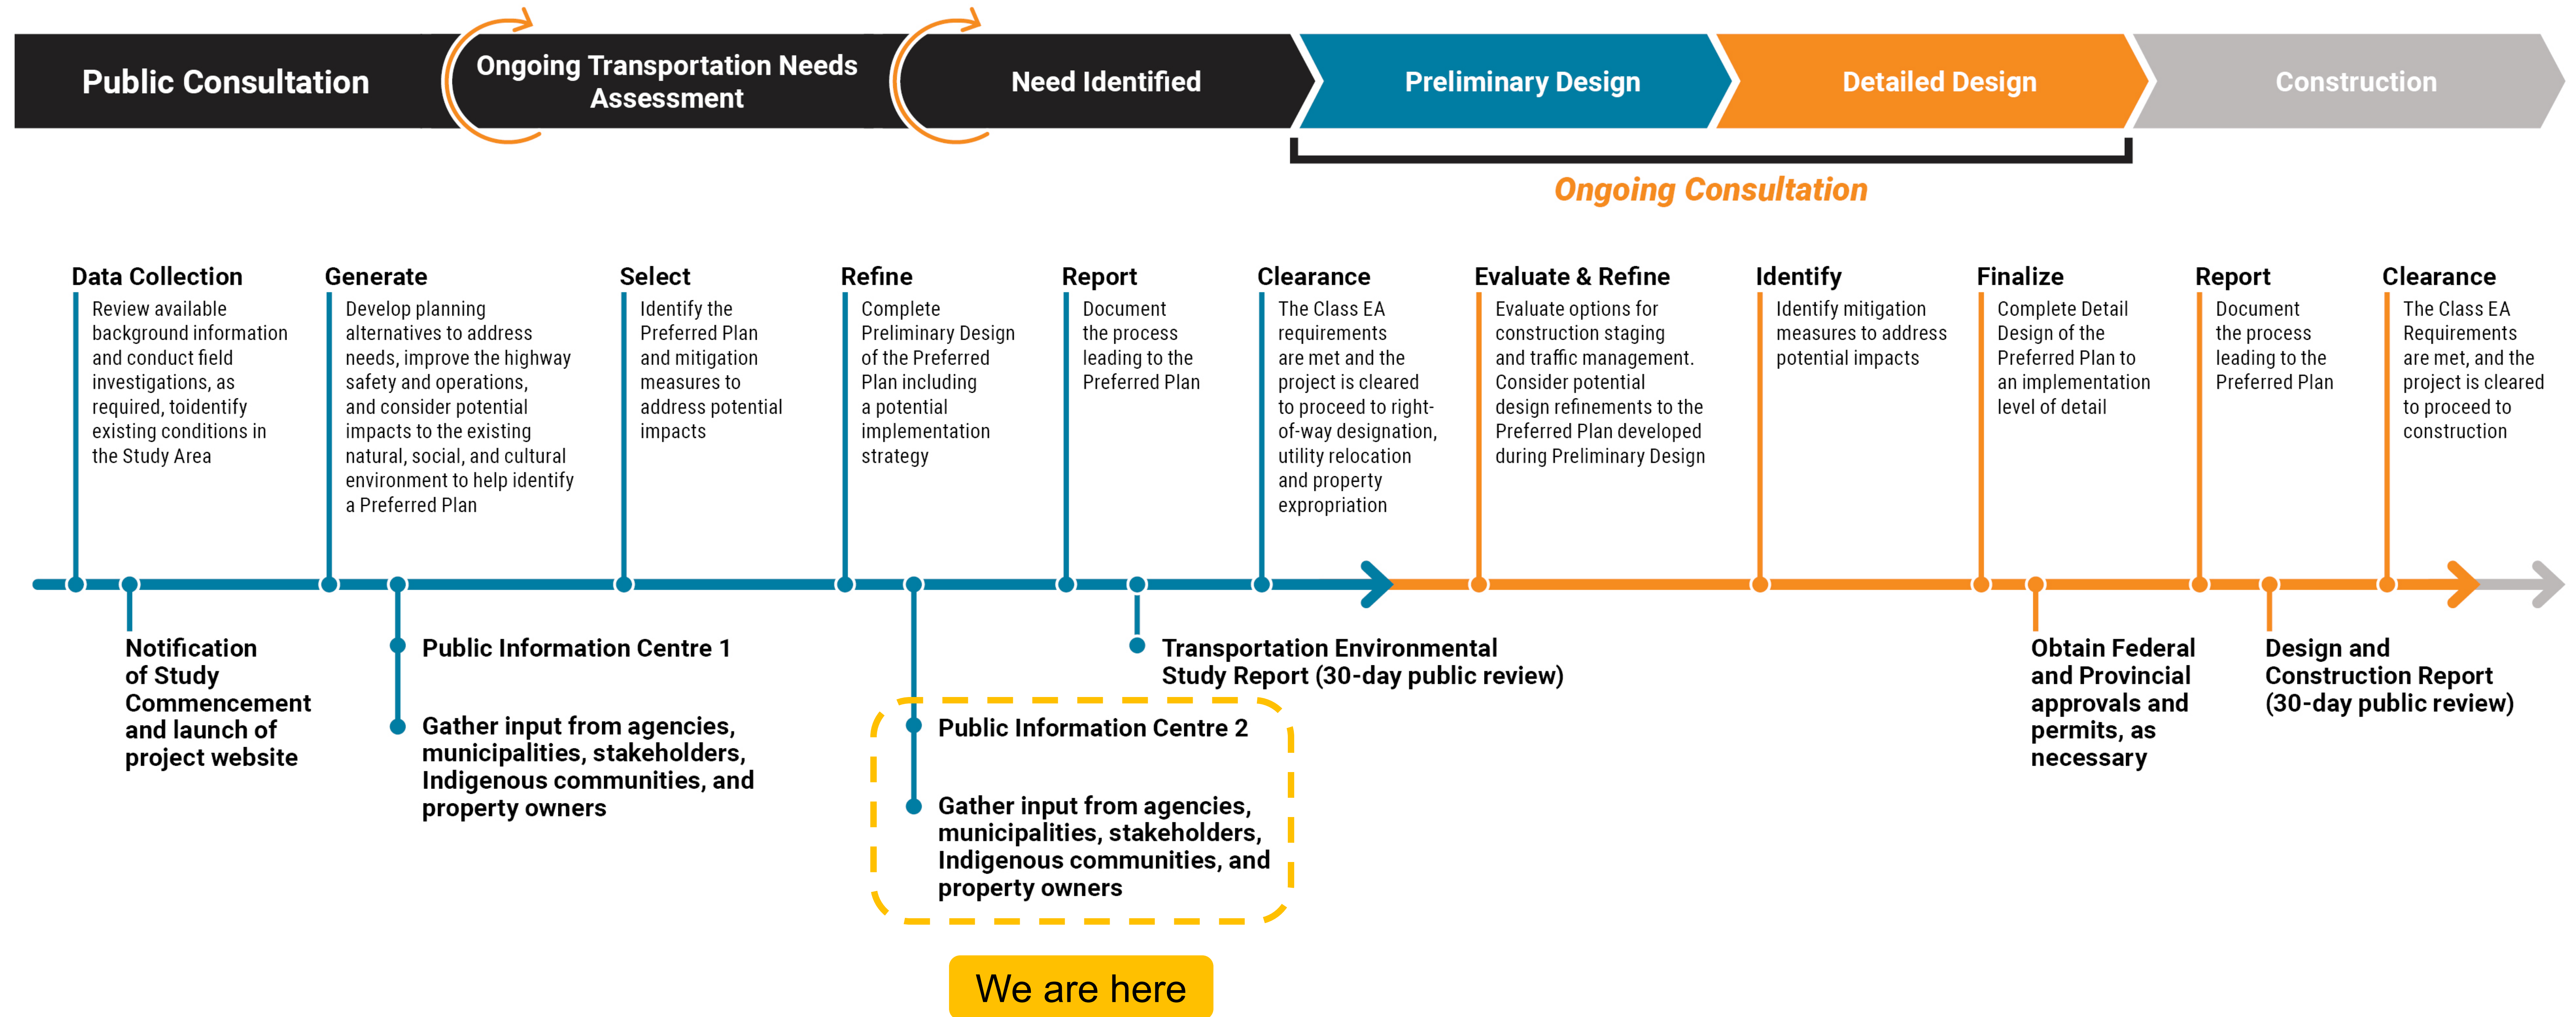 Public Consultation
Ongoing Transportation Needs
Assessment
Need Identified
Preliminary Design
Detailed Design
Construction
Ongoing Consultation
Data Collection
Review available
background information
and conduct field
investigations, as
required, toidentify
existing conditions in
the Study Area
Generate
Develop planning
alternatives to address
needs, improve the highway
safety and operations,
and consider potential
impacts to the existing
natural, social, and cultural
environment to help identify
a Preferred Plan
Select
Identify the
Preferred Plan
and mitigation
measures to
address potential
impacts
Refine
Complete
Preliminary Design
of the Preferred
Plan including
a potential
implementation
strategy
Report
Document
the process
leading to the
Preferred Plan
Clearance
The Class EA
requirements
are met and the
project is cleared
to proceed to right-
of-way designation,
utility relocation
and property
expropriation
Evaluate & Refine
Evaluate options for
construction staging
and traffic management.
Consider potential
design refinements to the
Preferred Plan developed
during Preliminary Design
Identify
Identify mitigation
measures to address
potential impacts
Finalize
Complete Detail
Design of the
Preferred Plan to
an implementation
level of detail
Report
Document
the process
leading to the
Preferred Plan
Clearance
The Class EA
Requirements
are met, and the
project is cleared
to proceed to
construction
Notification
of Study
Commencement
and launch of
project website
Public Information Centre 1
Gather input from agencies,
municipalities, stakeholders,
Indigenous communities, and
property owners
Public Information Centre 2
Gather input from agencies,
municipalities, stakeholders,
Indigenous communities, and
property owners
Transportation Environmental
Study Report (30-day public review)
Obtain Federal
and Provincial
approvals and
permits, as
necessary
Design and
Construction Report
(30-day public review)
We are here